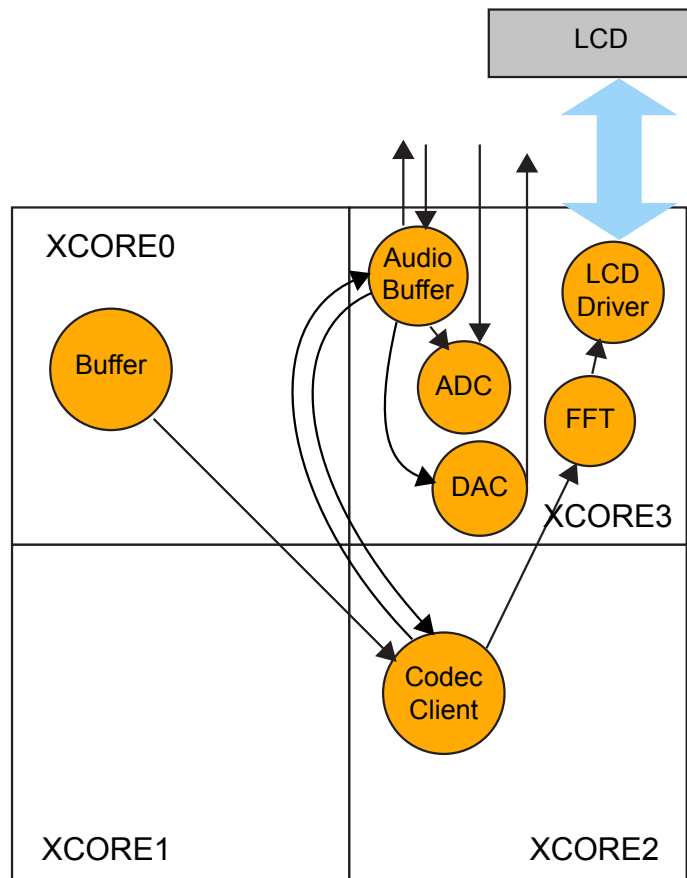 LCD
XCORE0
Audio
Buffer
LCD
Driver
Buffer
ADC
FFT
DAC
XCORE3
Codec
Client
XCORE1
XCORE2